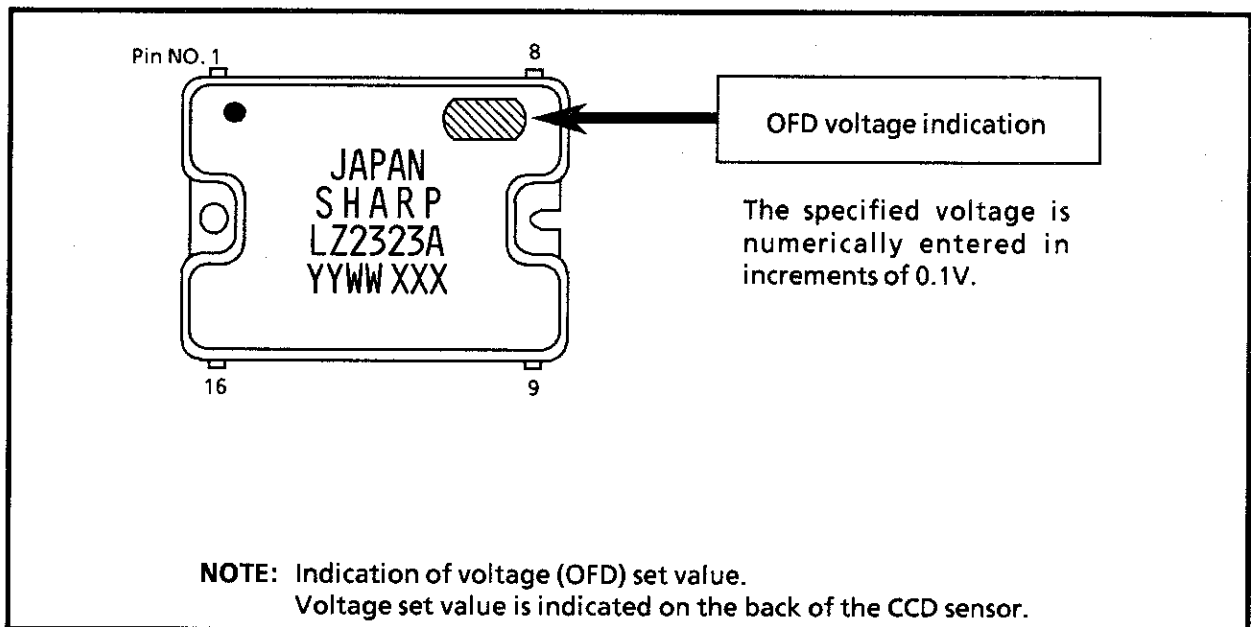 Pin NO. 1
8
JAPAN
SHARP
LZ2323A
YYWW XXX
16
9
OFD voltage indication
The specified voltage is
numerically entered in
increments of 0.1V.
NOTE: Indication of voltage (OFD) set value.
Voltage set value is indicated on the back of the CCD sensor.